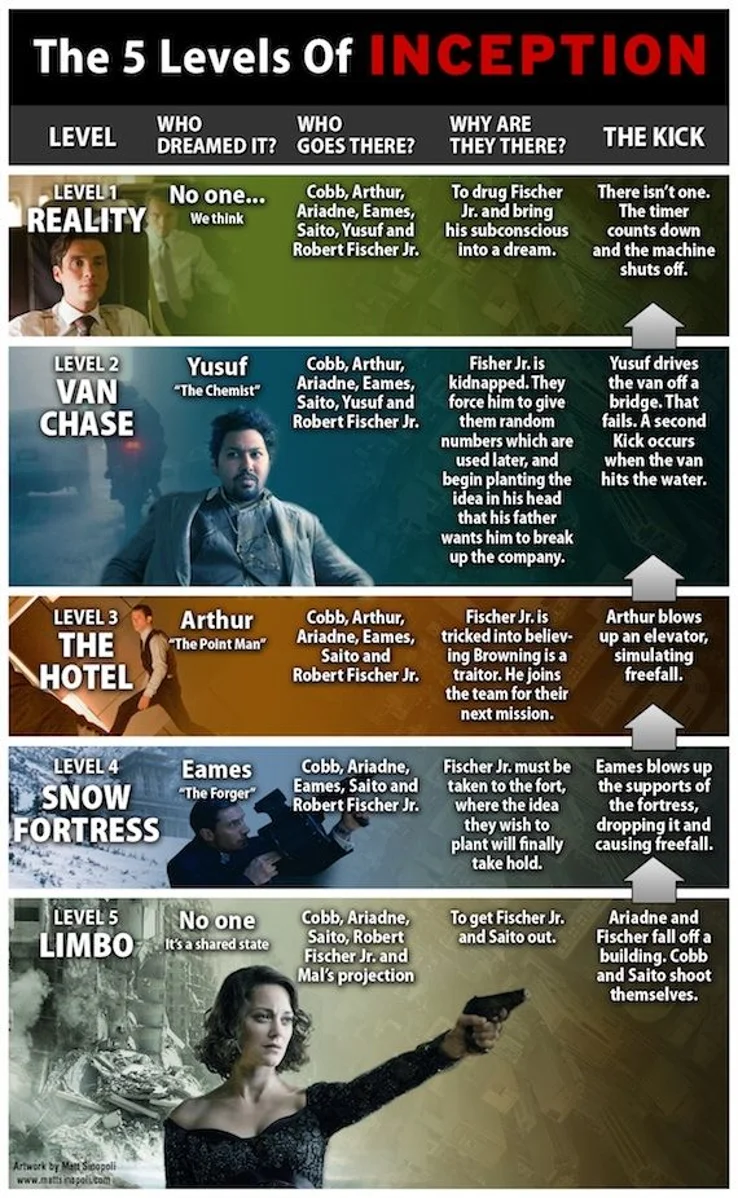 The 5 Levels Of INCEPTION
LEVEL
WHO
DREAMED IT?
WHO
GOES THERE?
WHY ARE
THEY THERE?
THE KICK
LEVEL 1
REALITY
No one...
We think
Cobb, Arthur,
Ariadne, Eames,
Saito, Yusuf and
Robert Fischer Jr.
To drug Fischer
Jr. and bring
his subconscious
into a dream.
There isn't one.
The timer
counts down
and the machine
shuts off.
LEVEL 2
VAN
CHASE
Yusuf
"The Chemist"
Cobb, Arthur,
Ariadne, Eames,
Saito, Yusuf and
Robert Fischer Jr.
Fisher Jr. is
kidnapped. They
force him to give
them random
numbers which are
used later, and
begin planting the
idea in his head
that his father
wants him to break
up the company.
Yusuf drives
the van off a
bridge. That
fails. A second
Kick occurs
when the van
hits the water.
LEVEL 3
THE
HOTEL
Arthur
"The Point Man"
Cobb, Arthur,
Ariadne, Eames,
Saito and
Robert Fischer Jr.
Fischer Jr. is
tricked into believ-
ing Browning is a
traitor. He joins
the team for their
next mission.
Arthur blows
up an elevator,
simulating
freefall.
LEVEL 4
SNOW
FORTRESS
Eames
"The Forger"
Cobb, Ariadne,
Eames, Saito and
Robert Fischer Jr.
Fischer Jr. must be
taken to the fort,
where the idea
they wish to
plant will finally
take hold.
Eames blows up
the supports of
the fortress,
dropping it and
causing freefall.
LEVEL 5
LIMBO
No one
It's a shared state
Cobb, Ariadne,
Saito, Robert
Fischer Jr. and
Mal's projection
To get Fischer Jr.
and Saito out.
Ariadne and
Fischer fall off a
building. Cobb
and Saito shoot
themselves.
Artwork by Matt Sinopoli
www.mattsinopoli.com